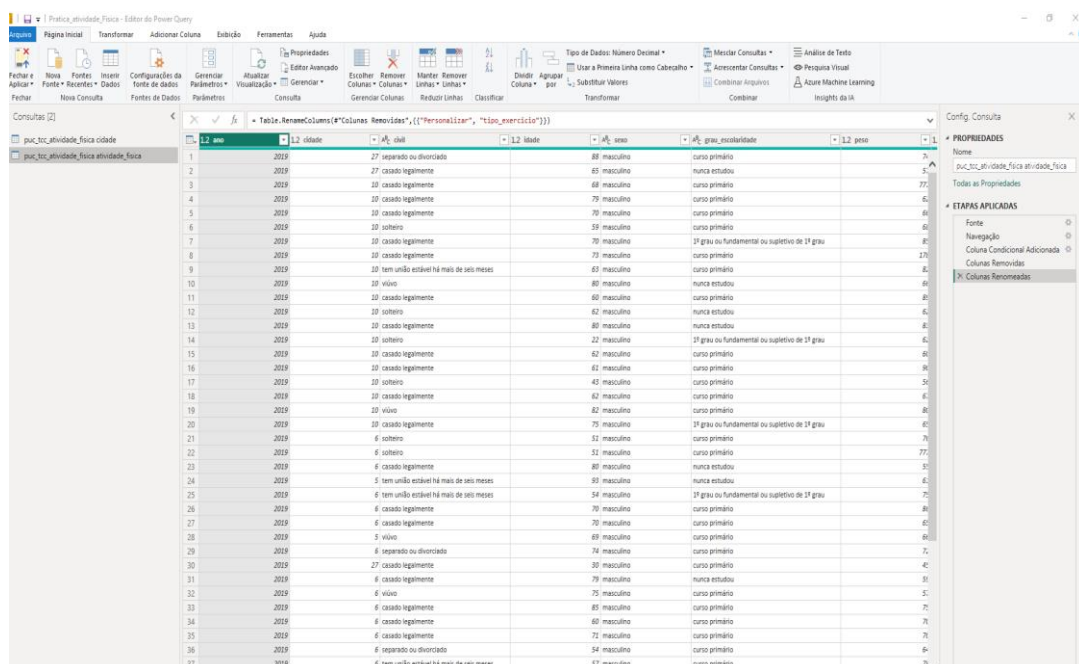 Pratica_atividade_Fisica - Editor do Power Query
Arquivo Página Inicial Transformar Adicionar Coluna Exibição Ferramentas Ajuda
Fechar e Aplicar
Nova Fonte Fontes Recentes Inserir Dados
Configurações da fonte de dados
Gerenciar Parâmetros
Atualizar Visualização
Propriedades
Editor Avançado
Gerenciar
Escolher Colunas Remover Colunas
Manter Linhas Remover Linhas
Dividir Coluna Agrupar por
Tipo de Dados: Número Decimal
Usar a Primeira Linha como Cabeçalho
Substituir Valores
Mesclar Consultas
Acrescentar Consultas
Combinar Arquivos
Análise de Texto
Pesquisa Visual
Azure Machine Learning
Fechar Nova Consulta Fontes de Dados Parâmetros Consulta Gerenciar Colunas Reduzir Linhas Classificar Transformar Combinar Insights da IA
Consultas [2]
puc_tcc_atividade_fisica cidade
puc_tcc_atividade_fisica atividade_fisica
= Table.RenameColumns(#"Colunas Removidas",{{"Personalizar", "tipo_exercicio"}})
1.2 ano 1.2 cidade civil 1.2 idade sexo grau_escolaridade 1.2 peso
1 2019 27 separado ou divorciado 88 masculino curso primário
2 2019 27 casado legalmente 65 masculino nunca estudou
3 2019 10 casado legalmente 68 masculino curso primário
4 2019 10 casado legalmente 79 masculino curso primário
5 2019 10 casado legalmente 70 masculino curso primário
6 2019 10 solteiro 59 masculino curso primário
7 2019 10 casado legalmente 70 masculino 1º grau ou fundamental ou supletivo de 1º grau
8 2019 10 casado legalmente 73 masculino curso primário
9 2019 10 tem união estável há mais de seis meses 63 masculino curso primário
10 2019 10 viúvo 80 masculino nunca estudou
11 2019 10 casado legalmente 60 masculino curso primário
12 2019 10 solteiro 62 masculino nunca estudou
13 2019 10 casado legalmente 80 masculino nunca estudou
14 2019 10 solteiro 22 masculino 1º grau ou fundamental ou supletivo de 1º grau
15 2019 10 casado legalmente 62 masculino curso primário
16 2019 10 casado legalmente 61 masculino curso primário
17 2019 10 solteiro 43 masculino curso primário
18 2019 10 casado legalmente 62 masculino curso primário
19 2019 10 viúvo 82 masculino curso primário
20 2019 10 casado legalmente 75 masculino 1º grau ou fundamental ou supletivo de 1º grau
21 2019 6 solteiro 51 masculino curso primário
22 2019 6 solteiro 51 masculino curso primário
23 2019 6 casado legalmente 80 masculino nunca estudou
24 2019 5 tem união estável há mais de seis meses 93 masculino nunca estudou
25 2019 6 tem união estável há mais de seis meses 54 masculino 1º grau ou fundamental ou supletivo de 1º grau
26 2019 6 casado legalmente 70 masculino curso primário
27 2019 6 casado legalmente 70 masculino curso primário
28 2019 5 viúvo 69 masculino curso primário
29 2019 6 separado ou divorciado 74 masculino curso primário
30 2019 27 casado legalmente 30 masculino curso primário
31 2019 6 casado legalmente 79 masculino nunca estudou
32 2019 6 viúvo 75 masculino curso primário
33 2019 6 casado legalmente 85 masculino curso primário
34 2019 6 casado legalmente 60 masculino curso primário
35 2019 6 casado legalmente 71 masculino curso primário
36 2019 6 separado ou divorciado 54 masculino curso primário
Config. Consulta
PROPRIEDADES
Nome
puc_tcc_atividade_fisica atividade_fisica
Todas as Propriedades
ETAPAS APLICADAS
Fonte
Navegação
Coluna Condicional Adicionada
Colunas Removidas
Colunas Renomeadas